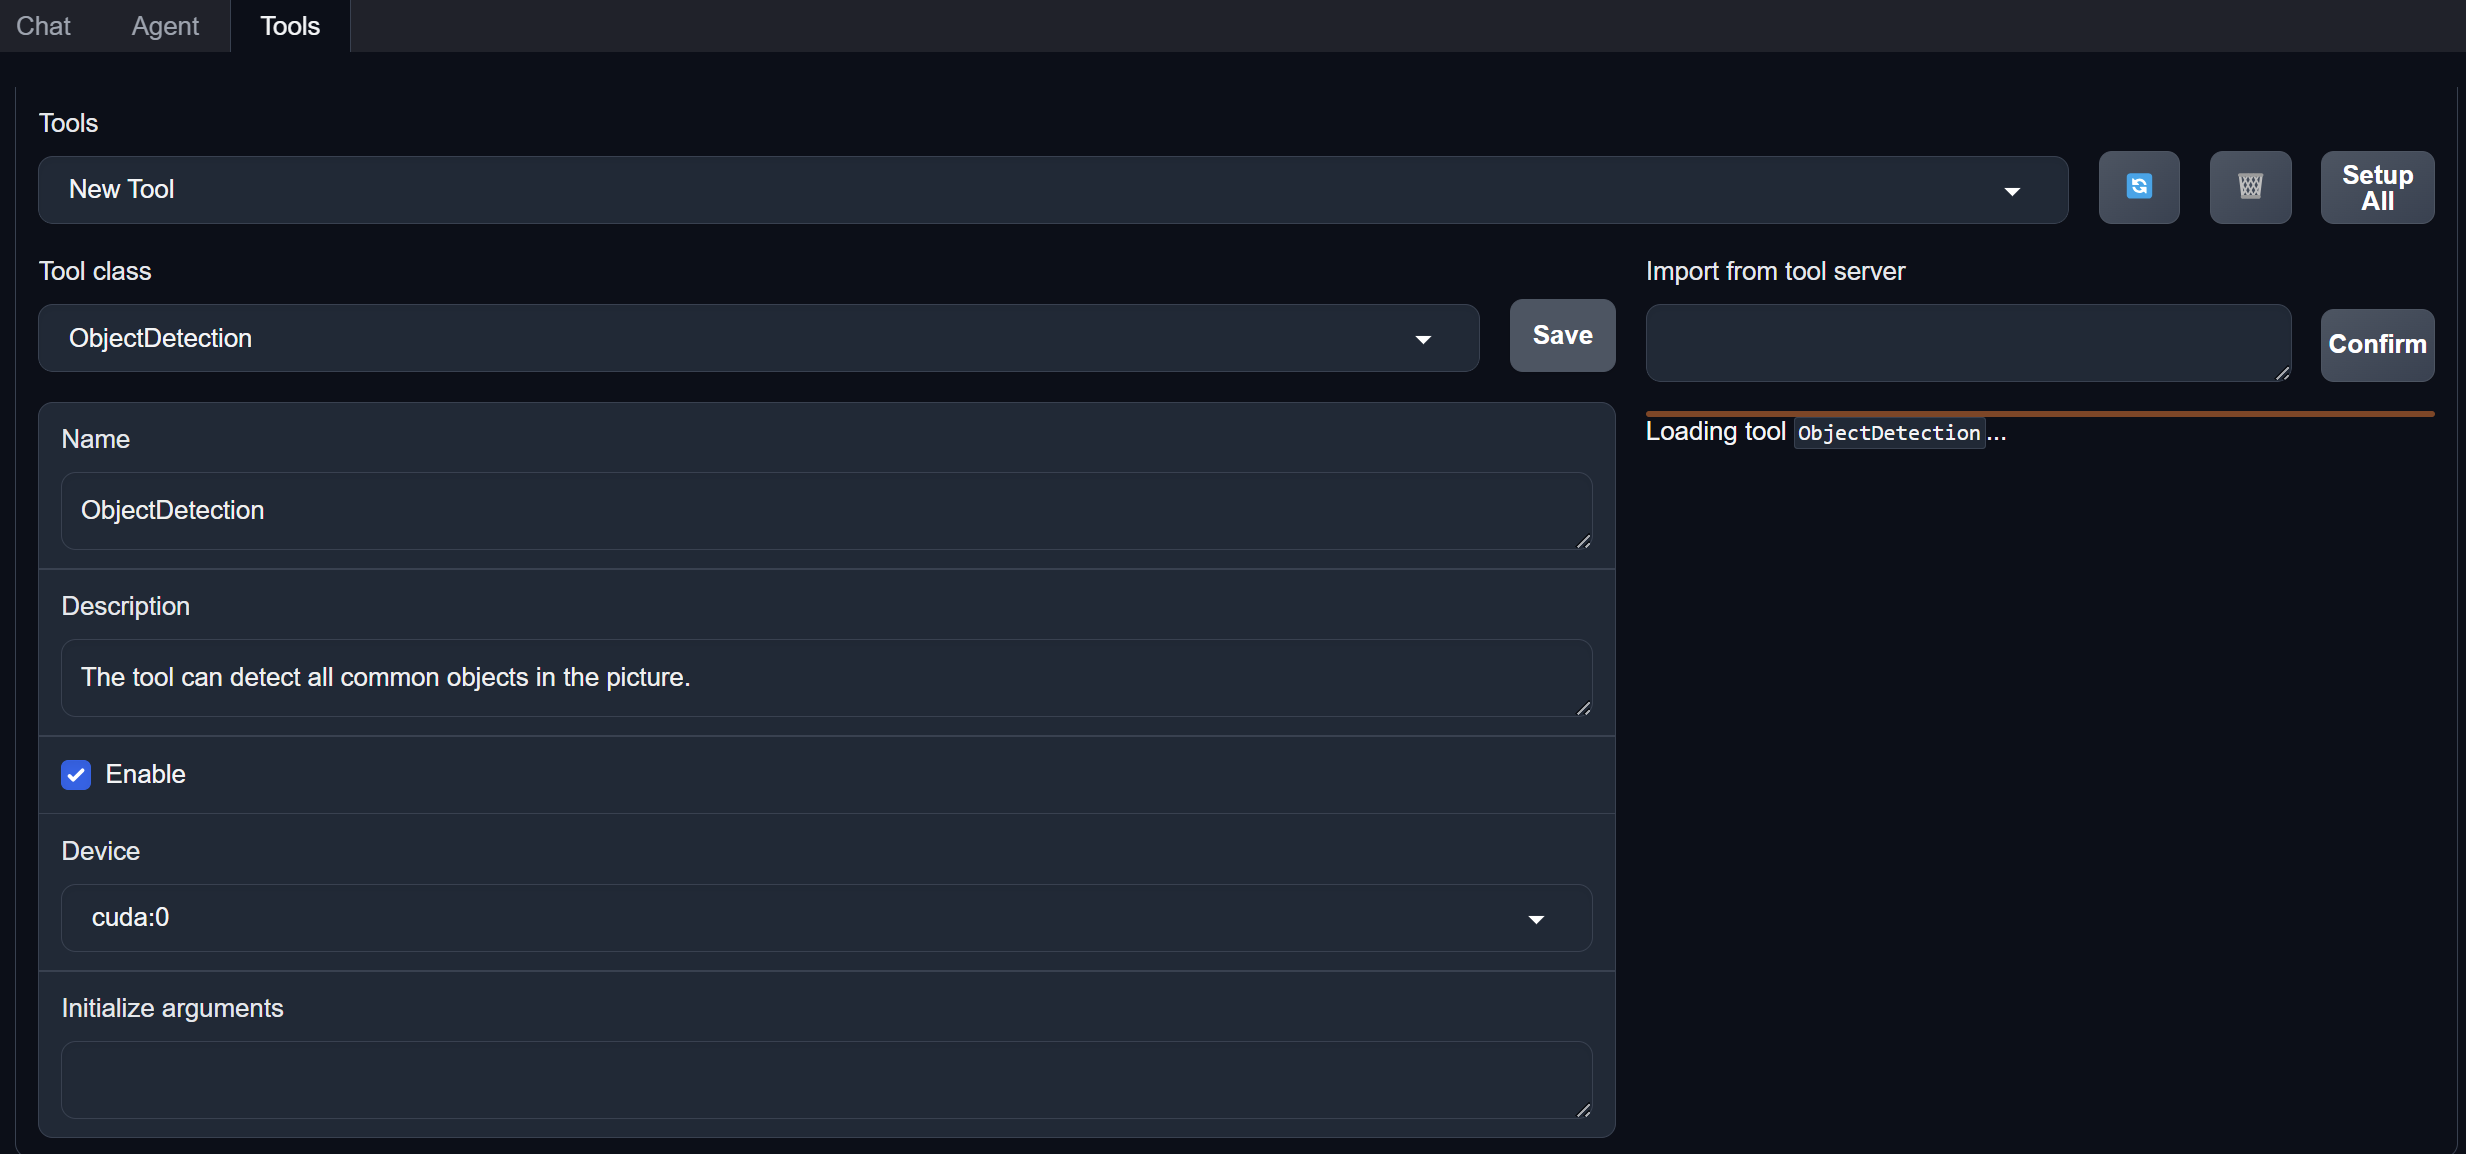 Chat Agent Tools
Tools
New Tool
Setup
All
Tool class
ObjectDetection
Save
Import from tool server
Confirm
Loading tool ObjectDetection...
Name
ObjectDetection
Description
The tool can detect all common objects in the picture.
Enable
Device
cuda:0
Initialize arguments